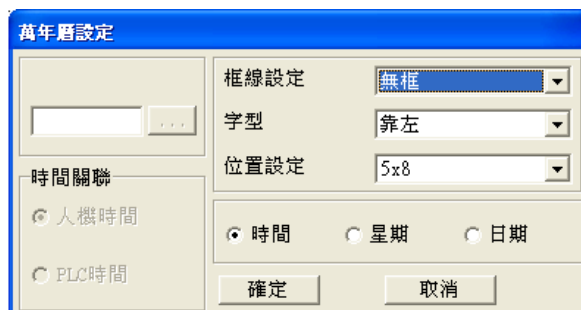 萬年曆設定
框線設定 無框
...
字型 靠左
位置設定 5x8
時間關聯
人機時間
PLC時間
時間 星期 日期
確定 取消